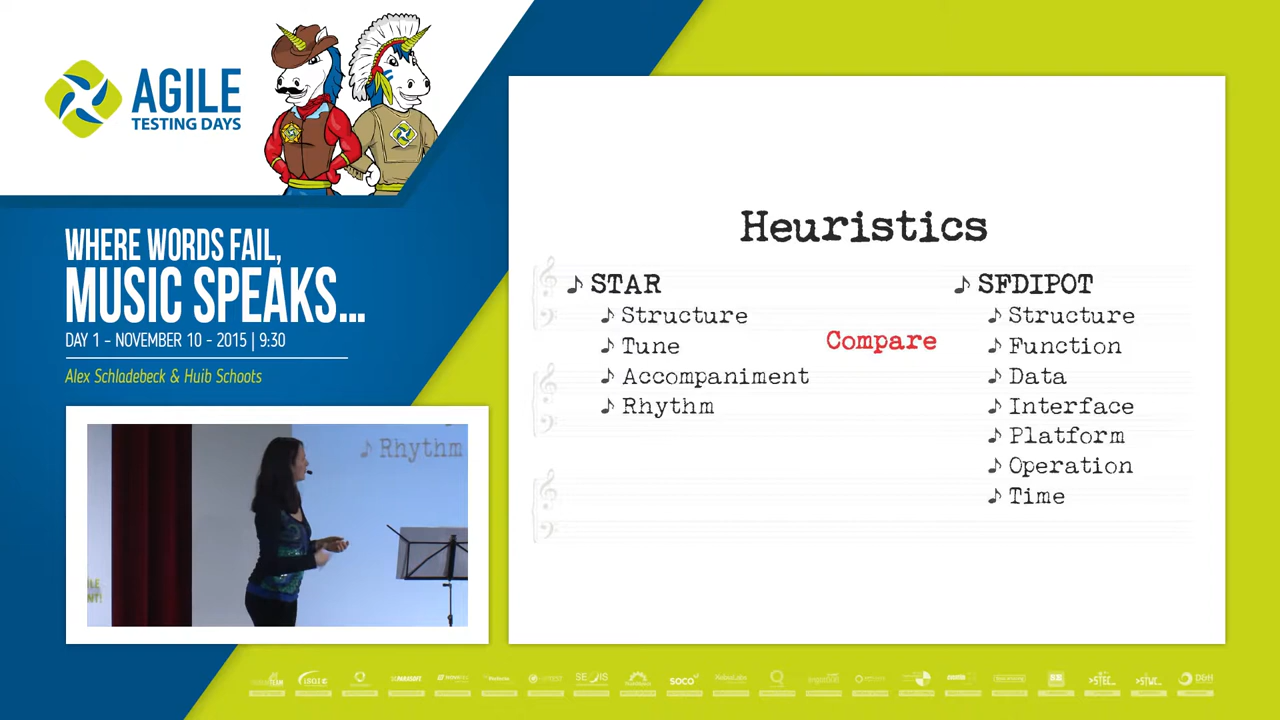 AGILE
TESTING DAYS
WHERE WORDS FAIL,
MUSIC SPEAKS...
DAY 1 - NOVEMBER 10 - 2015 | 9:30
Alex Schladebeck & Huib Schoots
♪ Rhythm
Heuristics
♪ STAR
♪ Structure
♪ Tune
♪ Accompaniment
♪ Rhythm
Compare
♪ SFDIPOT
♪ Structure
♪ Function
♪ Data
♪ Interface
♪ Platform
♪ Operation
♪ Time